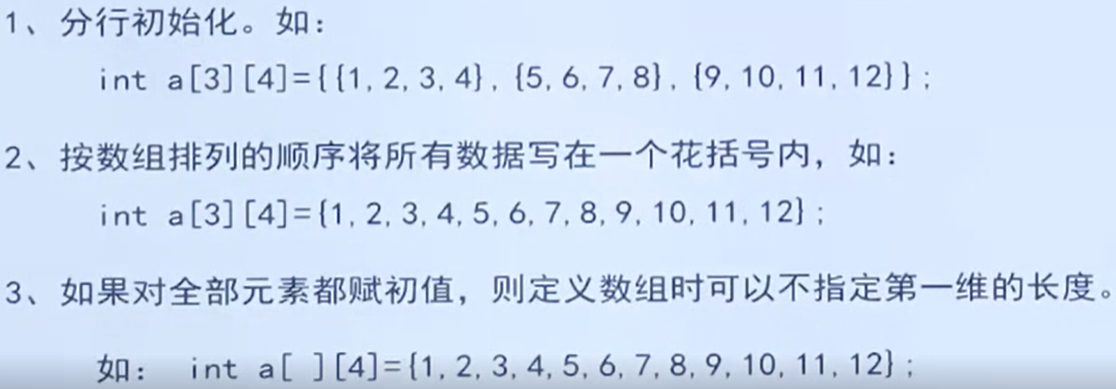 1、分行初始化。如：
int a[3][4]={{1,2,3,4},{5,6,7,8},{9,10,11,12}};
2、按数组排列的顺序将所有数据写在一个花括号内，如：
int a[3][4]={1,2,3,4,5,6,7,8,9,10,11,12};
3、如果对全部元素都赋初值，则定义数组时可以不指定第一维的长度。
如： int a[ ][4]={1,2,3,4,5,6,7,8,9,10,11,12};